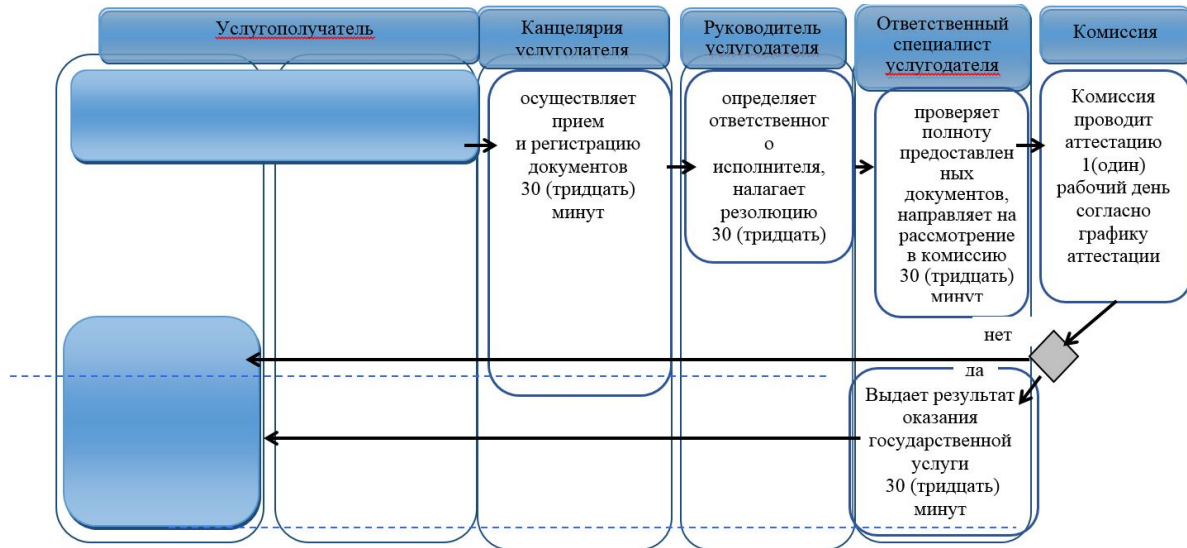 Услугополучатель
Канцелярия
услугодателя
Руководитель
услугодателя
Ответственный
специалист
услугодателя
Комиссия
осуществляет
прием
и регистрацию
документов
30 (тридцать)
минут
определяет
ответственног
о
исполнителя,
налагает
резолюцию
30 (тридцать)
проверяет
полноту
предоставлен
ных
документов,
направляет на
рассмотрение
в комиссию
30 (тридцать)
минут
Комиссия
проводит
аттестацию
1(один)
рабочий день
согласно
графику
аттестации
нет
да
Выдает результат
оказания
государственной
услуги
30 (тридцать)
минут